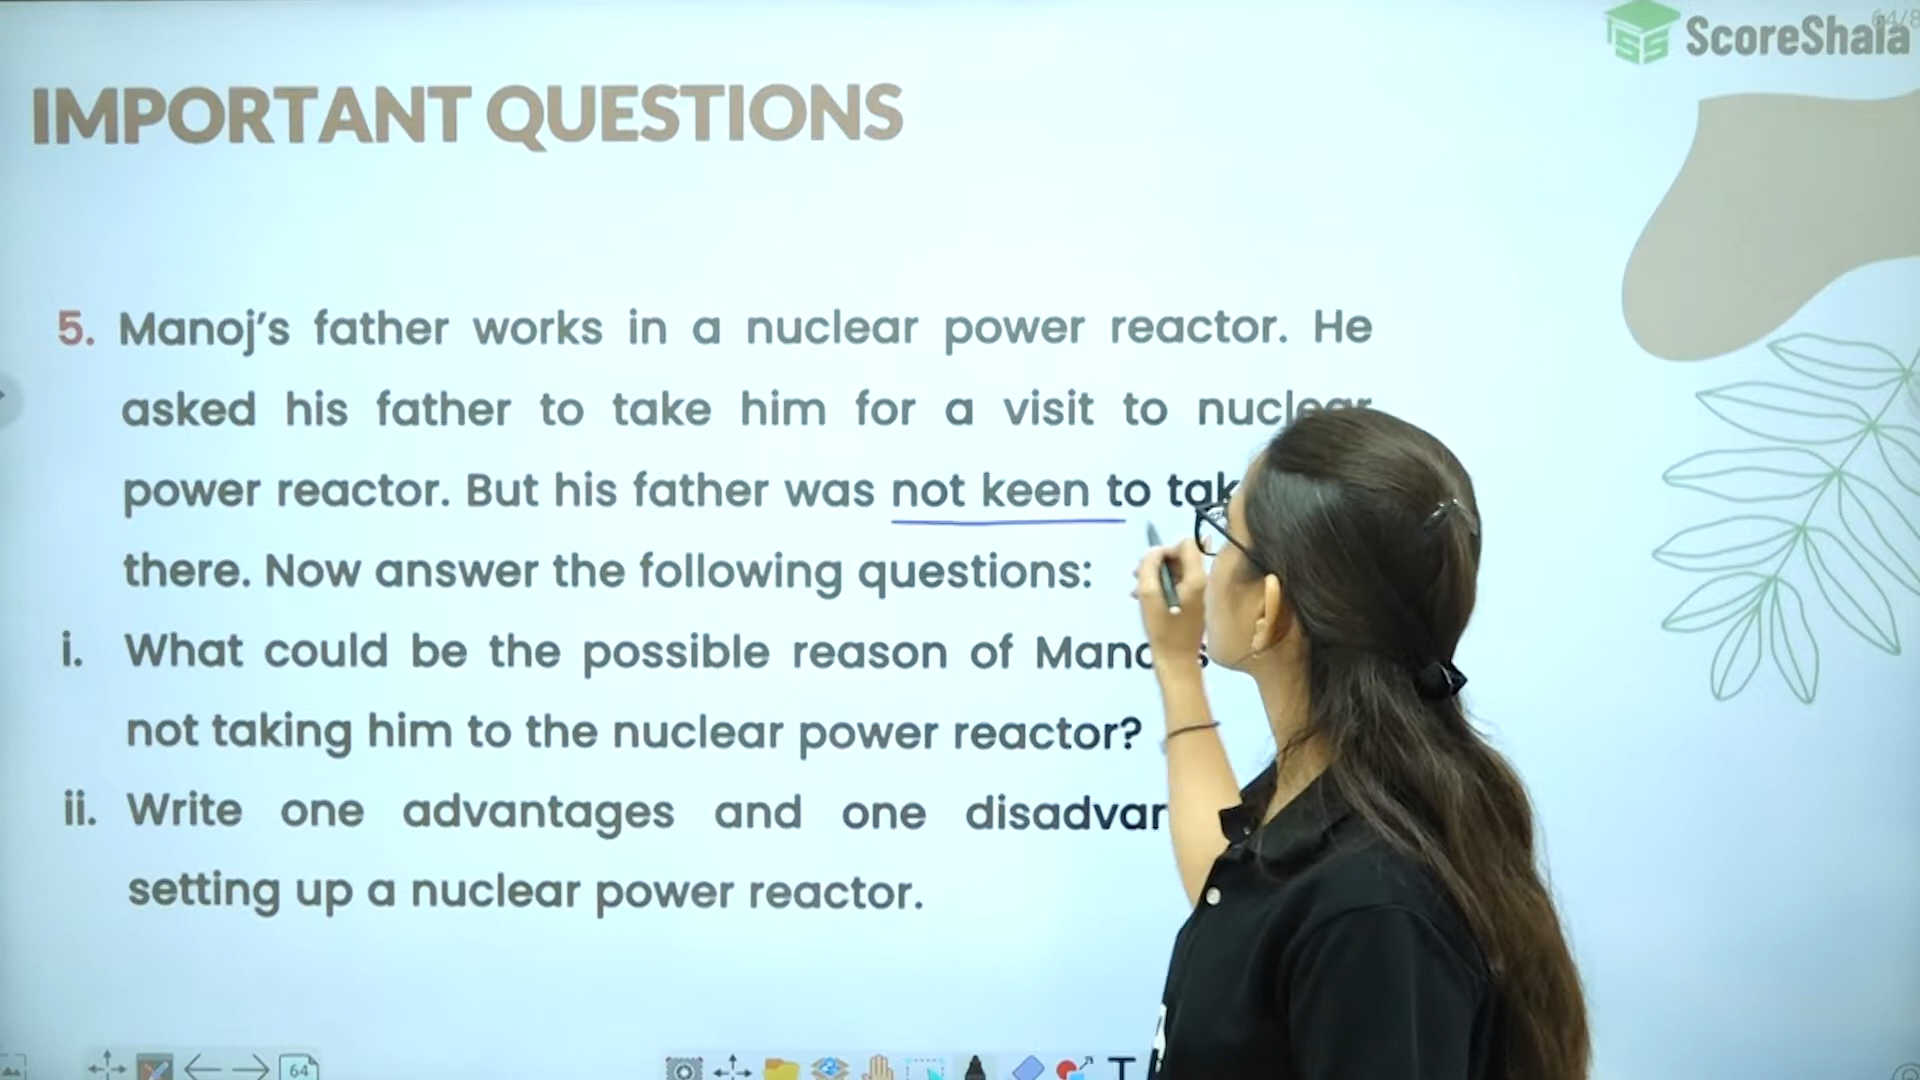 ScoreShala
64/8
IMPORTANT QUESTIONS
5. Manoj's father works in a nuclear power reactor. He
asked his father to take him for a visit to nuclear
power reactor. But his father was not keen to
there. Now answer the following questions:
i. What could be the possible reason of
not taking him to the nuclear power reactor?
ii. Write one advantages and one
setting up a nuclear power reactor.
64 T